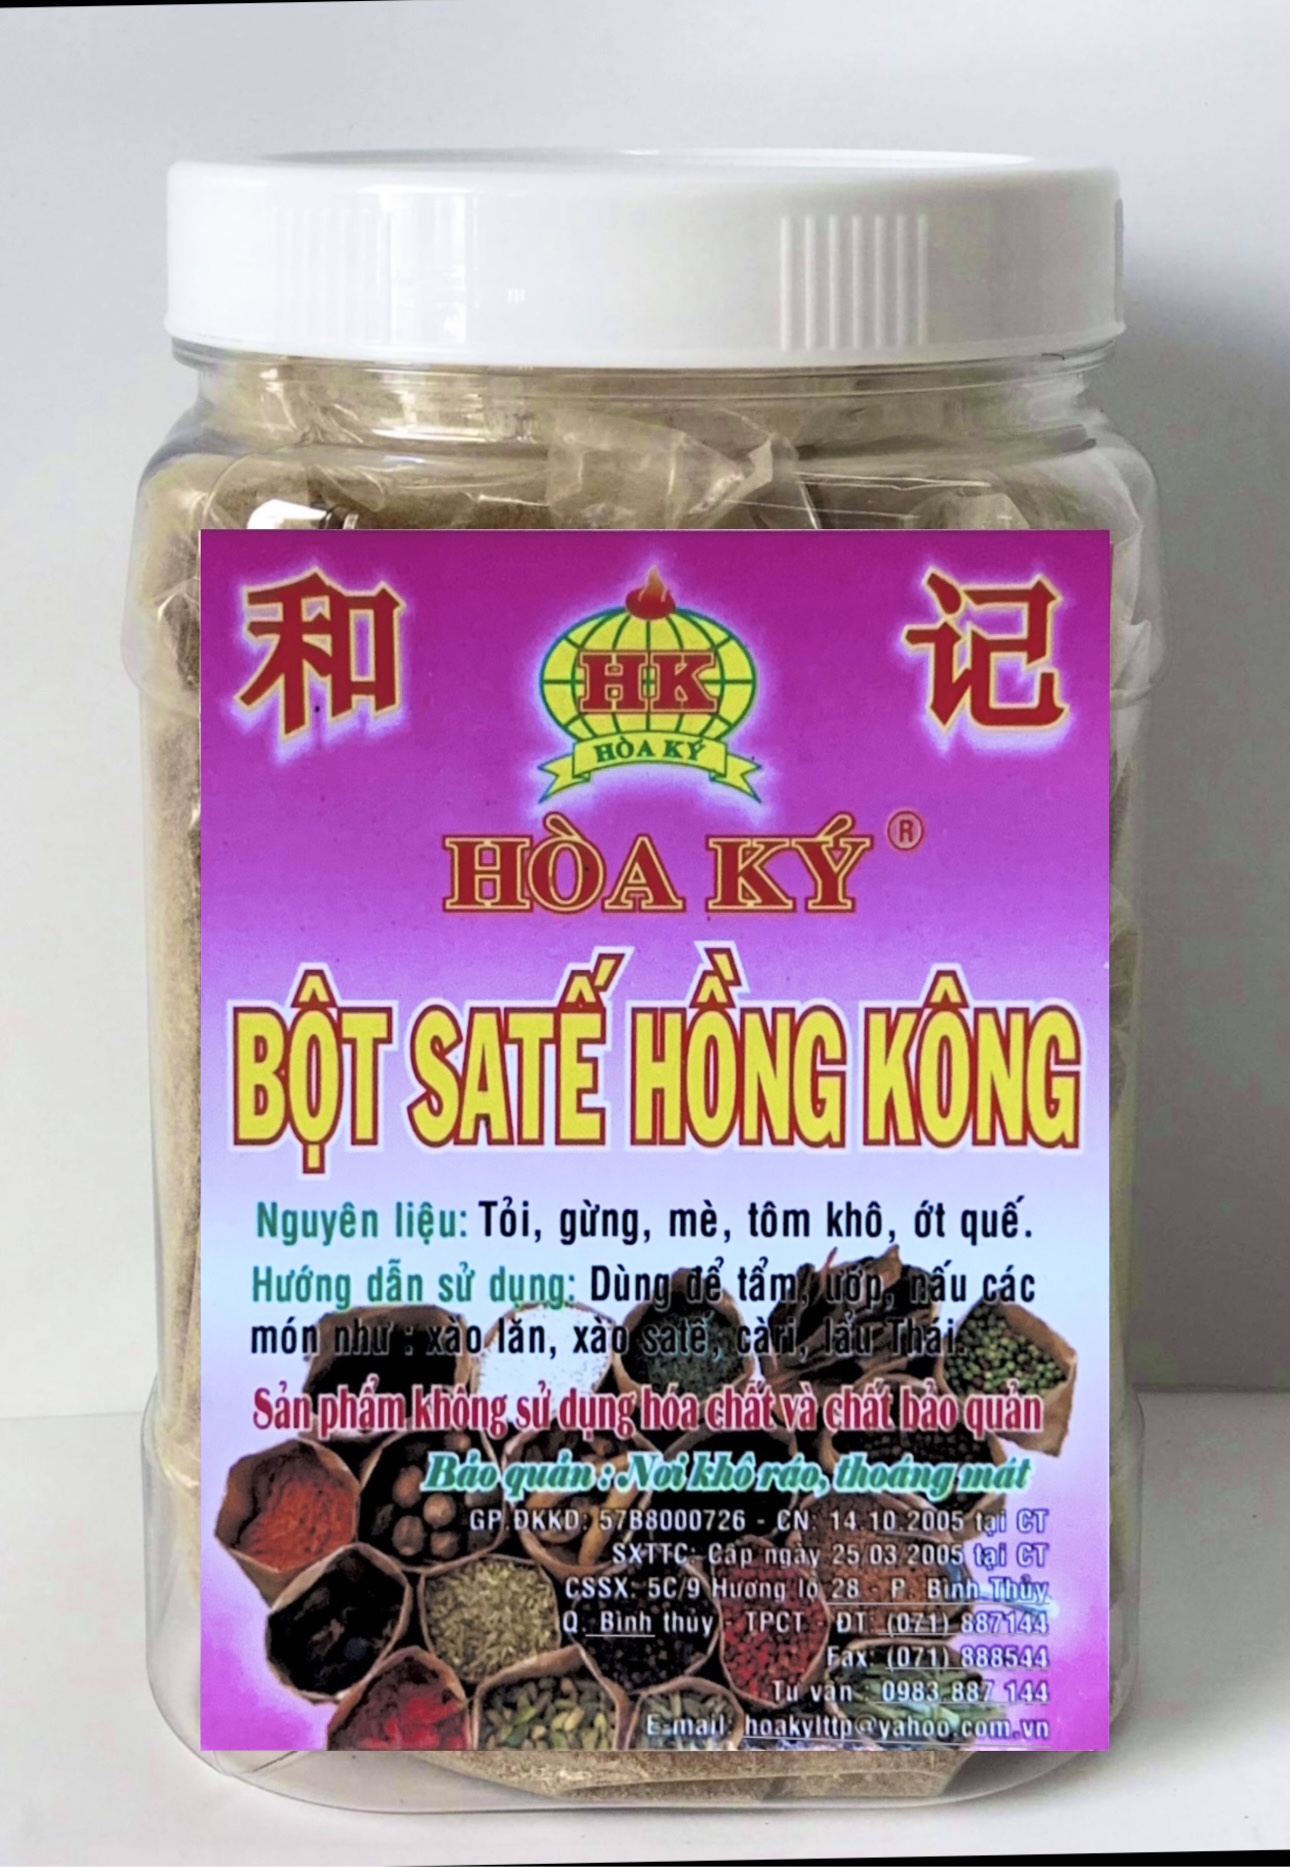 和 记
HK
HÒA KÝ
HÒA KÝ ®
BỘT SATẾ HỒNG KÔNG
Nguyên liệu: Tỏi, gừng, mè, tôm khô, ớt quế.
Hướng dẫn sử dụng: Dùng để tẩm, ướp, nấu các
món như : xào lăn, xào satế, càri, lẩu Thái.
Sản phẩm không sử dụng hóa chất và chất bảo quản
Bảo quản : Nơi khô ráo, thoáng mát
GP.ĐKKD: 57B8000726 - CN: 14.10.2005 tại CT
SXTTC: Cấp ngày 25.03.2005 tại CT
CSSX: 5C/9 Hương lộ 28 - P. Bình Thủy
Q. Bình thủy - TPCT - ĐT: (071) 887144
Fax: (071) 888544
Tư vấn : 0983.887 144
E-mail: hoakylttp@yahoo.com.vn